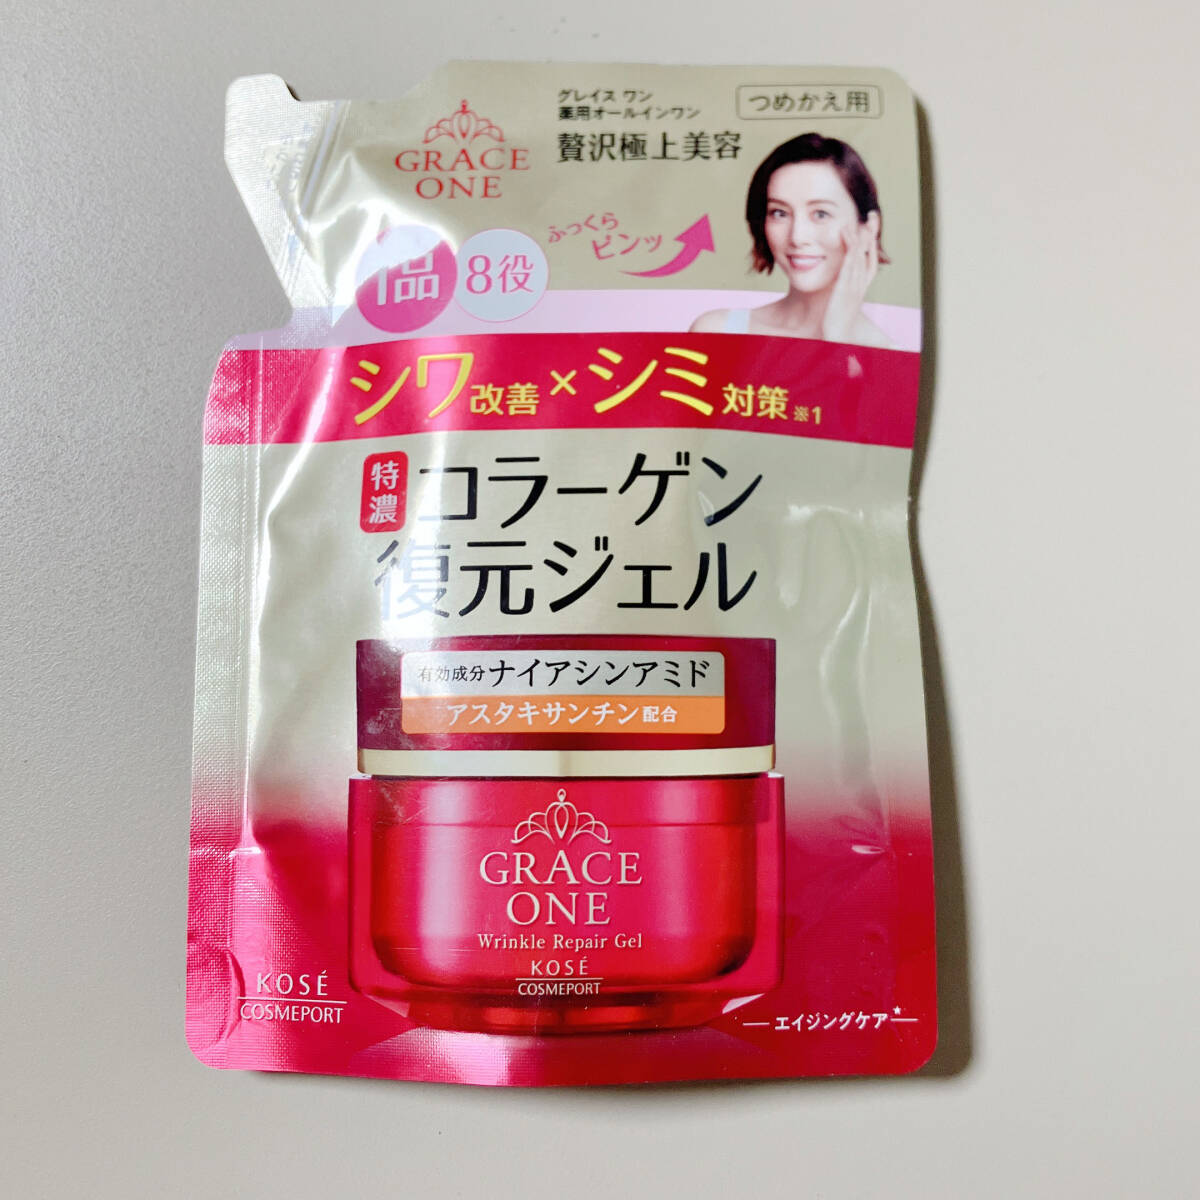 GRACE
ONE
グレイス ワン
薬用オールインワン
贅沢極上美容
つめかえ用
1品
8役
ふっくら
ピンッ
シワ改善×シミ対策※1
特濃
コラーゲン
復元ジェル
有効成分ナイアシンアミド
アスタキサンチン配合
GRACE
ONE
Wrinkle Repair Gel
KOSÉ
COSMEPORT
KOSÉ
COSMEPORT
エイジングケア★